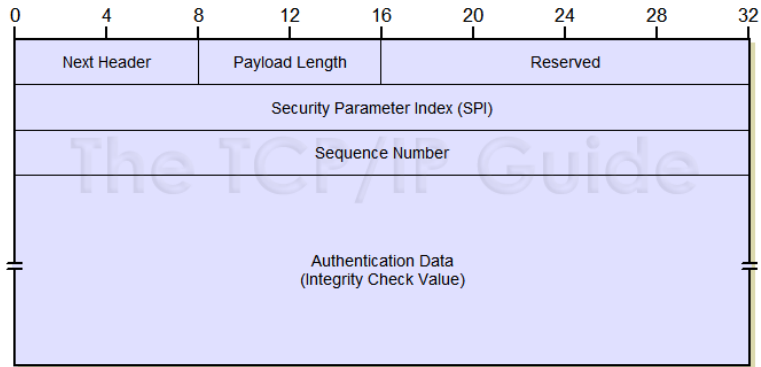 0 4 8 12 16 20 24 28 32
Next Header Payload Length Reserved
Security Parameter Index (SPI)
Sequence Number
The TCP/IP Guide
Authentication Data
(Integrity Check Value)